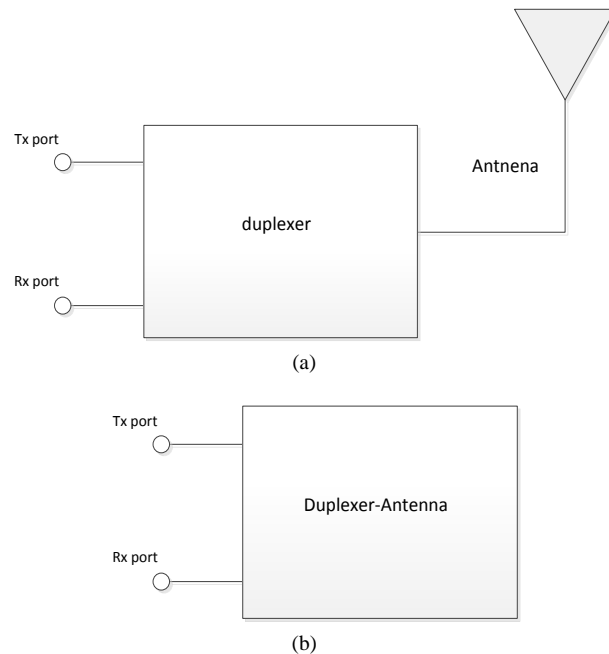 Tx port
Antnena
duplexer
Rx port
(a)
Tx port
Duplexer-Antenna
Rx port
(b)